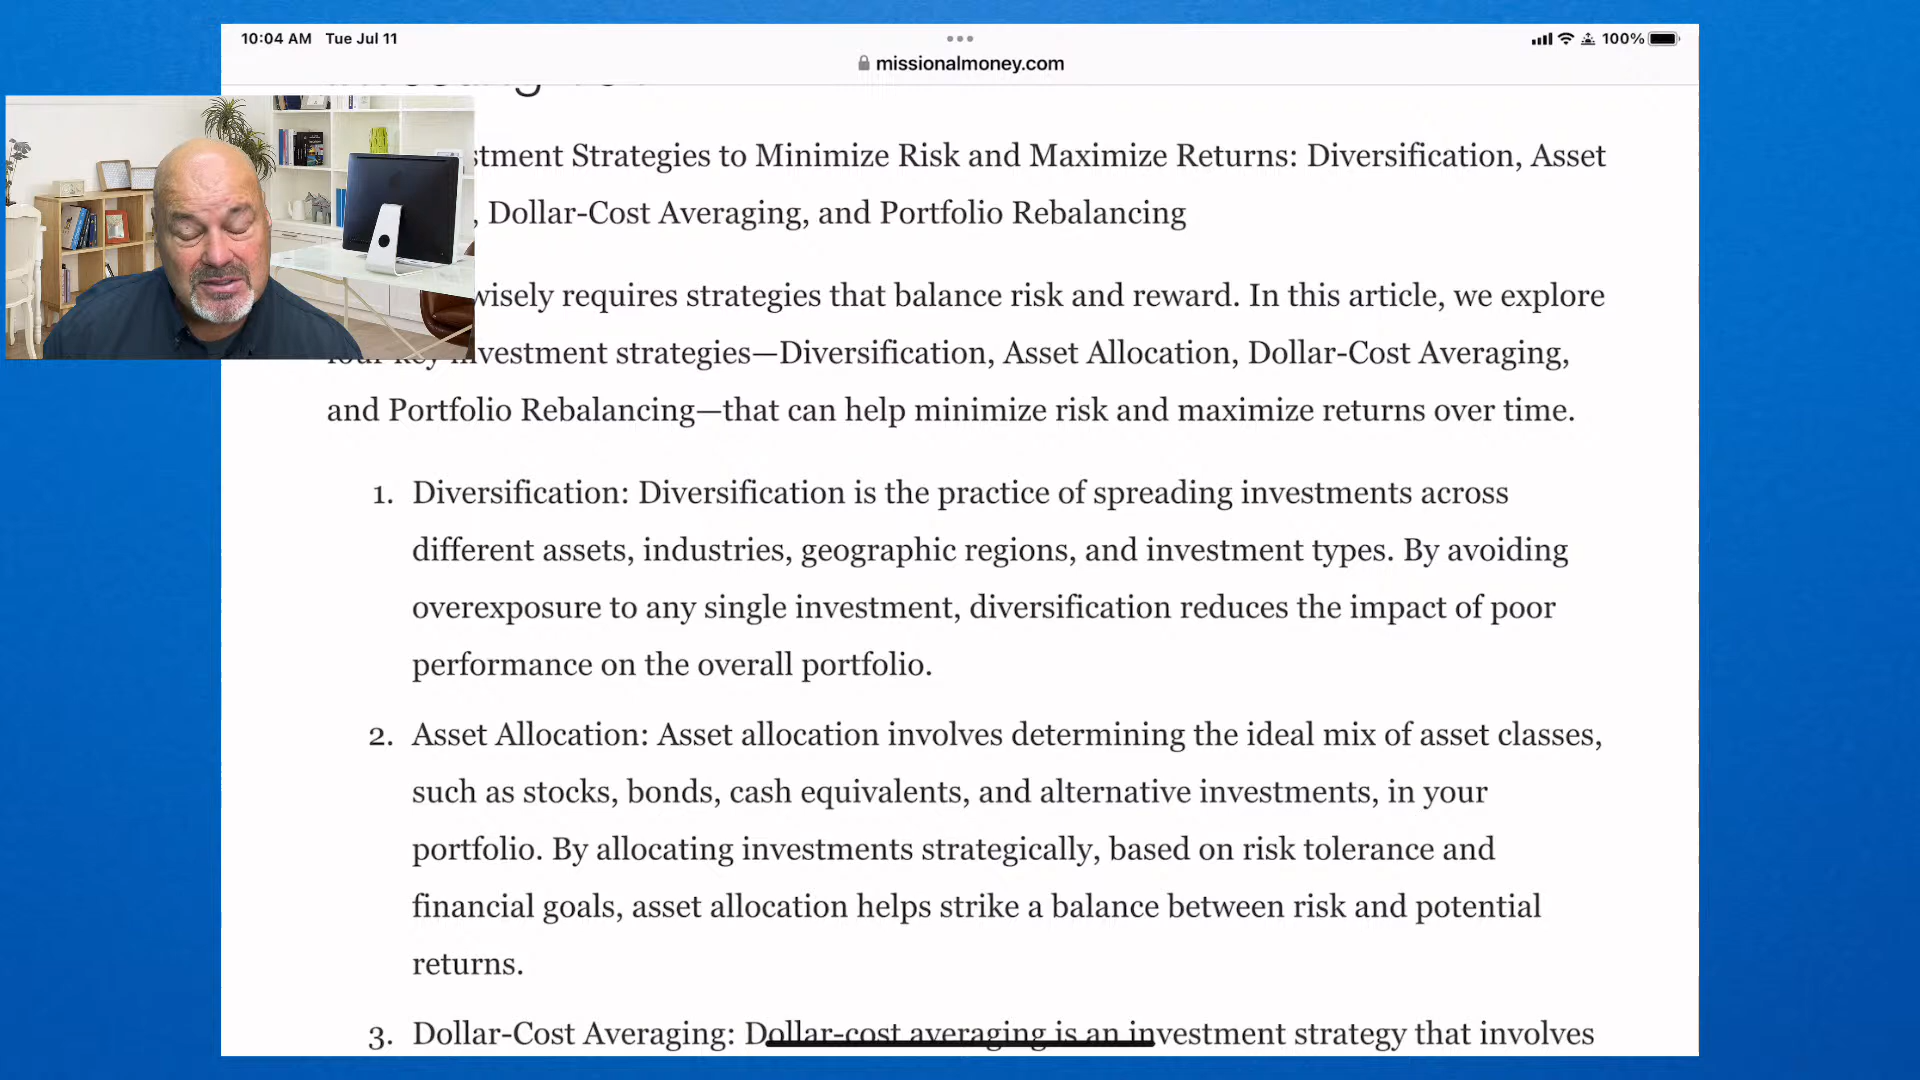 10:04 AM Tue Jul 11
100%
missionalmoney.com
stment Strategies to Minimize Risk and Maximize Returns: Diversification, Asset
, Dollar-Cost Averaging, and Portfolio Rebalancing
wisely requires strategies that balance risk and reward. In this article, we explore
four key investment strategies—Diversification, Asset Allocation, Dollar-Cost Averaging,
and Portfolio Rebalancing—that can help minimize risk and maximize returns over time.
1. Diversification: Diversification is the practice of spreading investments across
different assets, industries, geographic regions, and investment types. By avoiding
overexposure to any single investment, diversification reduces the impact of poor
performance on the overall portfolio.
2. Asset Allocation: Asset allocation involves determining the ideal mix of asset classes,
such as stocks, bonds, cash equivalents, and alternative investments, in your
portfolio. By allocating investments strategically, based on risk tolerance and
financial goals, asset allocation helps strike a balance between risk and potential
returns.
3. Dollar-Cost Averaging: Dollar-cost averaging is an investment strategy that involves